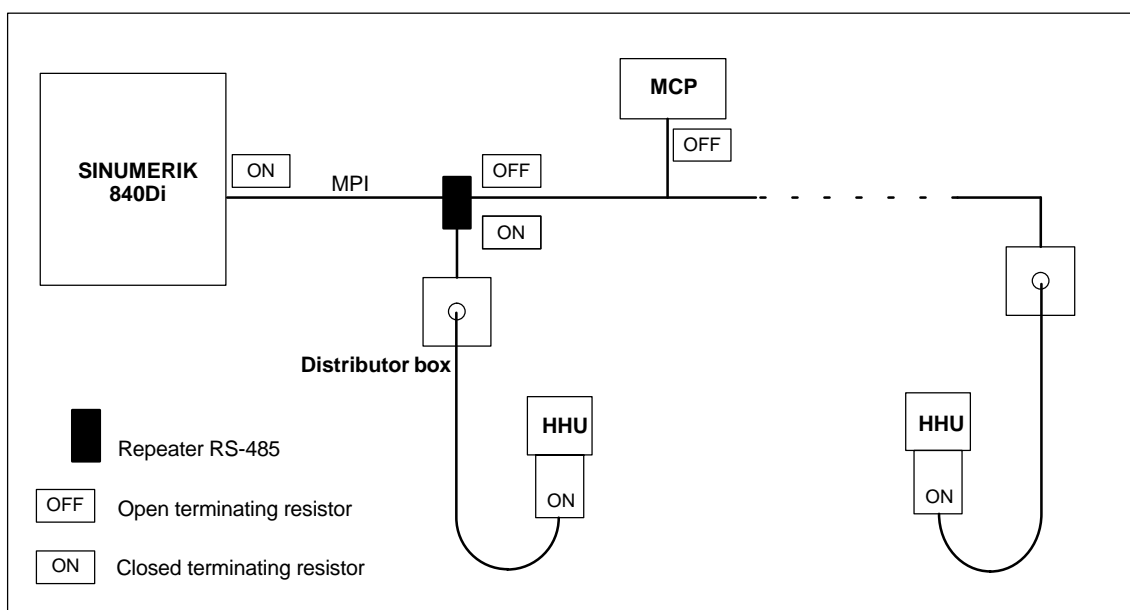 MCP
SINUMERIK
840Di
ON
MPI
OFF
OFF
ON
Distributor box
HHU
ON
HHU
ON
Repeater RS-485
OFF Open terminating resistor
ON Closed terminating resistor